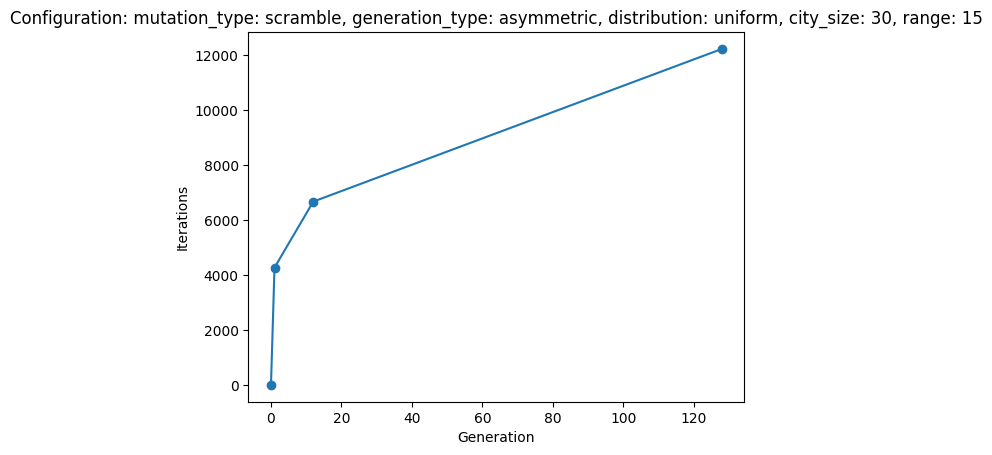 Configuration: mutation_type: scramble, generation_type: asymmetric, distribution: uniform, city_size: 30, range: 15
12000
10000
8000
6000
4000
2000
0
Iterations
0 20 40 60 80 100 120
Generation